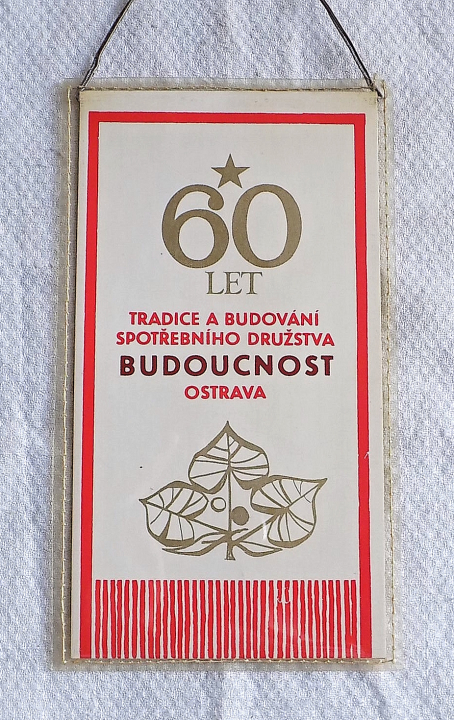 60
LET
TRADICE A BUDOVÁNÍ
SPOTŘEBNÍHO DRUŽSTVA
BUDOUCNOST
OSTRAVA